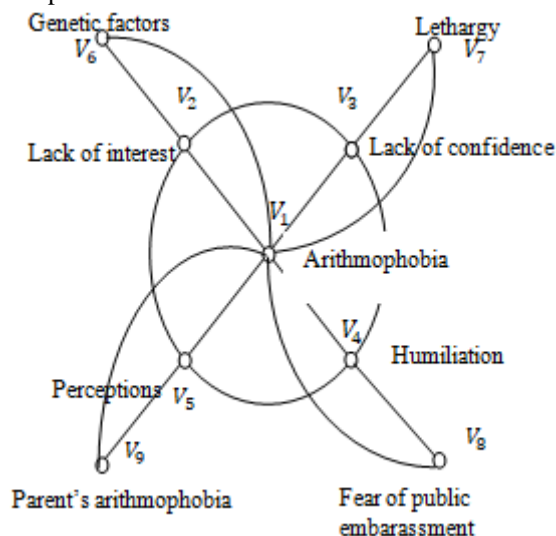 Genetic factors
Lethargy
V6
V7
V2
V3
Lack of interest
Lack of confidence
V1
Arithmophobia
V4
Humiliation
Perceptions
V5
V9
V8
Parent's arithmophobia
Fear of public
embarassment